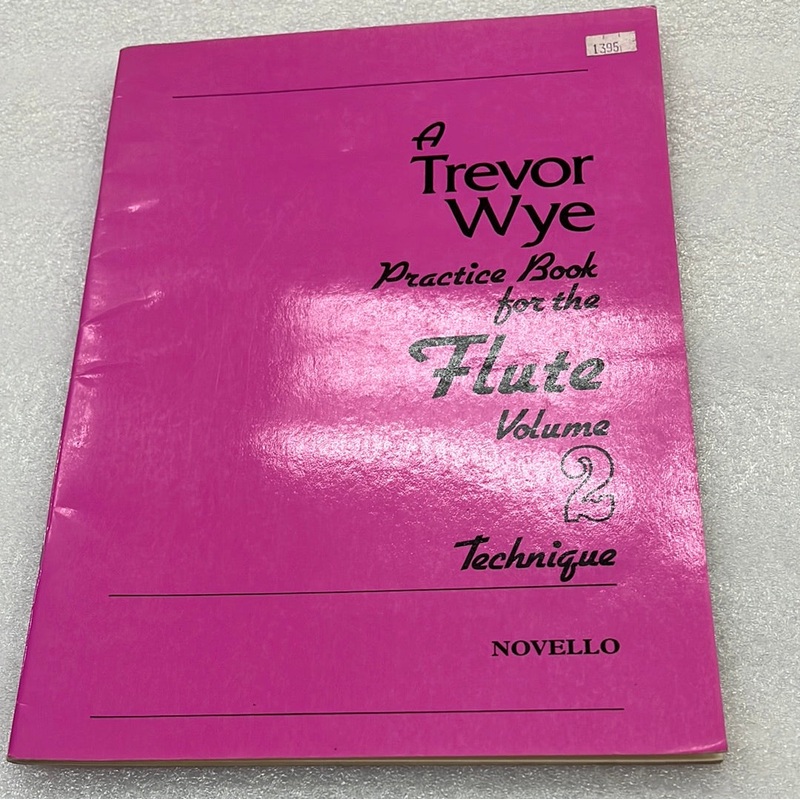 1395
A
Trevor
Wye
Practice Book
for the
Flute
Volume
2
Technique
NOVELLO